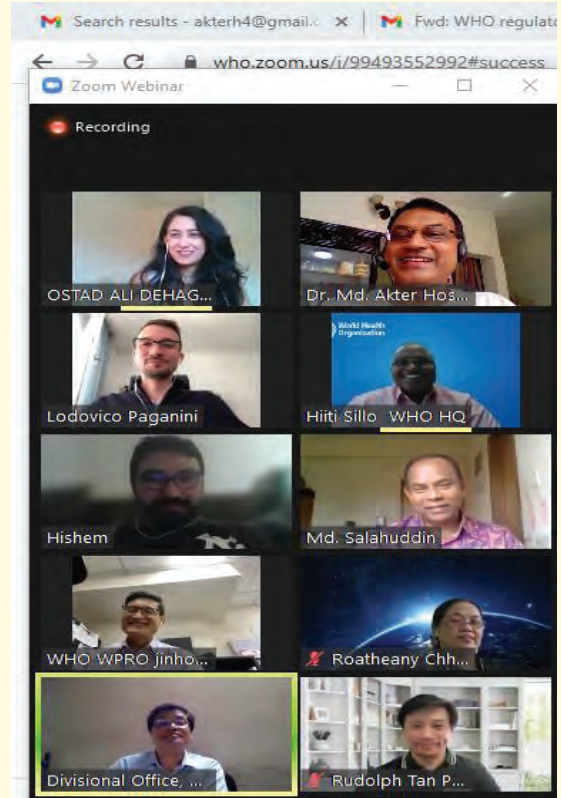 Search results - akterh4@gmail.c
Fwd: WHO regulato
who.zoom.us/j/99493552992#success
Zoom Webinar
Recording
OSTAD ALI DEHAG...
Dr. Md. Akter Hos...
Lodovico Paganini
World Health
Organization
Hiiti Sillo WHO HQ
Hishem
Md. Salahuddin
WHO WPRO jinho...
Roatheany Chh...
Divisional Office, ...
Rudolph Tan P...